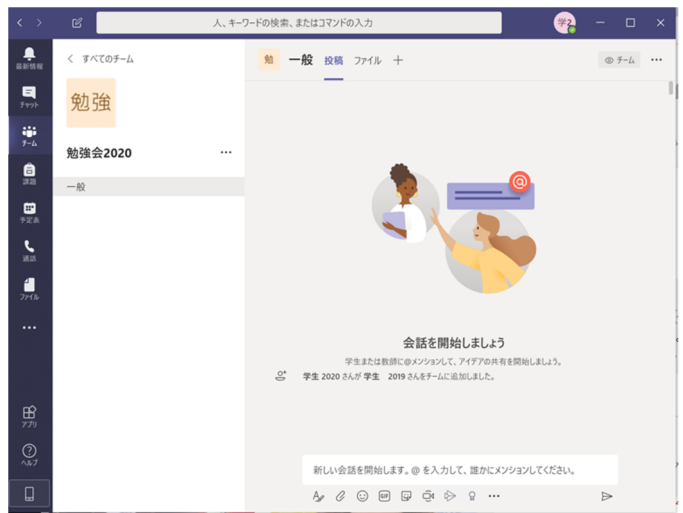 人、キーワードの検索、またはコマンドの入力
学2
最新情報
チャット
チーム
課題
予定表
通話
ファイル
アプリ
ヘルプ
すべてのチーム
勉強
勉強会2020
一般
勉 一般 投稿 ファイル
チーム
@
会話を開始しましょう
学生または教師に@メンションして、アイデアの共有を開始しましょう。
学生 2020 さんが 学生 2019 さんをチームに追加しました。
新しい会話を開始します。@ を入力して、誰かにメンションしてください。
GIF